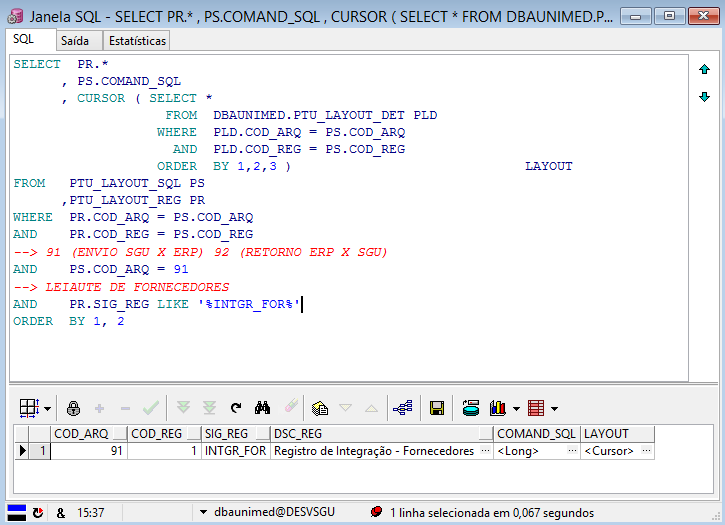 Janela SQL - SELECT PR.* , PS.COMAND_SQL , CURSOR ( SELECT * FROM DBAUNIMED.P...
SQL Saída Estatísticas
SELECT  PR.*
      , PS.COMAND_SQL
      , CURSOR ( SELECT *
                   FROM  DBAUNIMED.PTU_LAYOUT_DET PLD
                  WHERE  PLD.COD_ARQ = PS.COD_ARQ
                    AND  PLD.COD_REG = PS.COD_REG
                  ORDER  BY 1,2,3 )                             LAYOUT
FROM   PTU_LAYOUT_SQL PS
      ,PTU_LAYOUT_REG PR
WHERE  PR.COD_ARQ = PS.COD_ARQ
AND    PR.COD_REG = PS.COD_REG
--> 91 (ENVIO SGU X ERP) 92 (RETORNO ERP X SGU)
AND    PS.COD_ARQ = 91
--> LEIAUTE DE FORNECEDORES
AND    PR.SIG_REG LIKE '%INTGR_FOR%'
ORDER  BY 1, 2
COD_ARQ COD_REG SIG_REG DSC_REG COMAND_SQL LAYOUT
1 91 1 INTGR_FOR Registro de Integração - Fornecedores ... <Long> ... <Cursor> ...
& 15:37 dbaunimed@DESVSGU 1 linha selecionada em 0,067 segundos